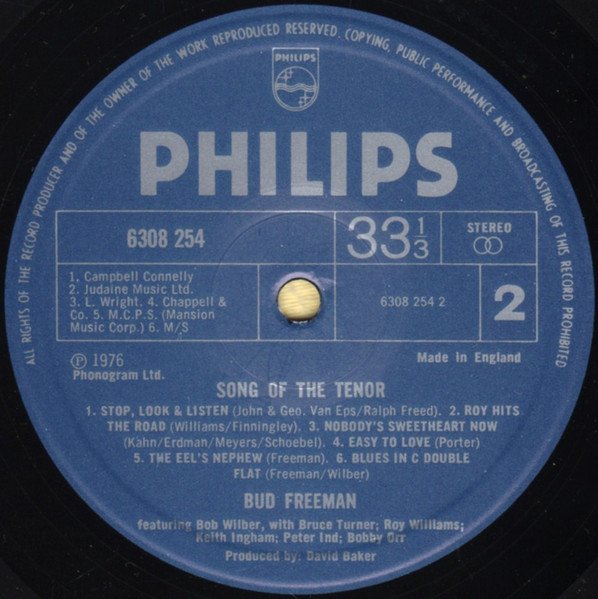 ALL RIGHTS OF THE RECORD PRODUCER AND OF THE OWNER OF THE WORK REPRODUCED RESERVED. COPYING, PUBLIC PERFORMANCE AND BROADCASTING OF THIS RECORD PROHIBITED
PHILIPS
PHILIPS
6308 254
33 1/3
STEREO
1. Campbell Connelly
2. Judaine Music Ltd.
3. L. Wright. 4. Chappell &
Co. 5. M.C.P.S. (Mansion
Music Corp.) 6. M/S
6308 254 2
2
Ⓟ 1976
Phonogram Ltd.
Made in England
SONG OF THE TENOR
1. STOP, LOOK & LISTEN (John & Geo. Van Eps/Ralph Freed). 2. ROY HITS
THE ROAD (Williams/Finningley). 3. NOBODY'S SWEETHEART NOW
(Kahn/Erdman/Meyers/Schoebel) 4. EASY TO LOVE (Porter)
5. THE EEL'S NEPHEW (Freeman). 6. BLUES IN C DOUBLE
FLAT (Freeman/Wilber)
BUD FREEMAN
featuring Bob Wilber, with Bruce Turner; Roy Williams;
Keith Ingham; Peter Ind; Bobby Orr
Produced by: David Baker